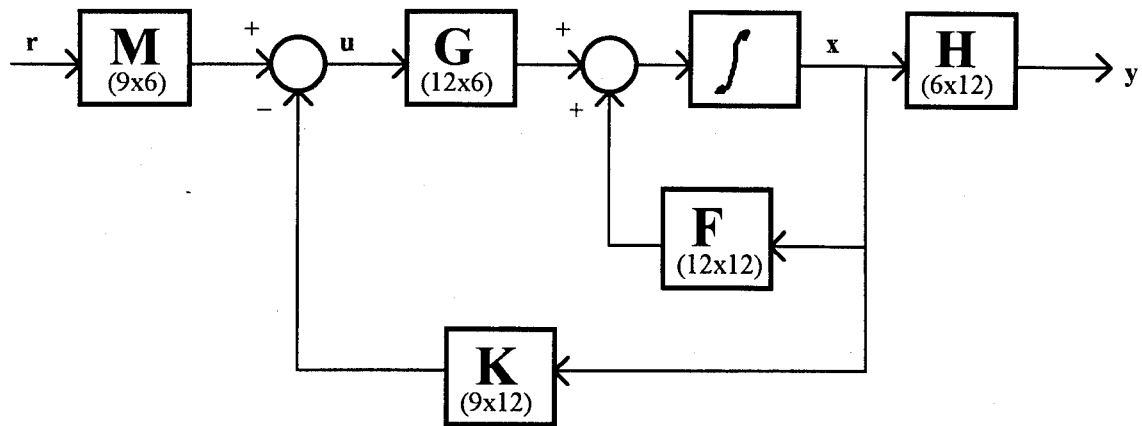 r
M
(9x6)
+
−
u
G
(12x6)
+
+
∫
x
H
(6x12)
y
F
(12x12)
K
(9x12)